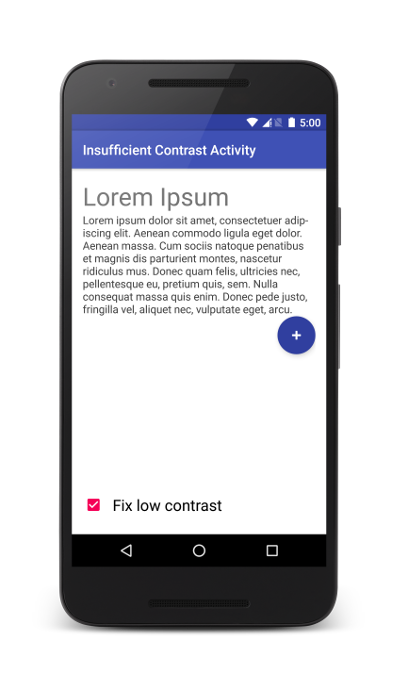 5:00
Insufficient Contrast Activity
Lorem Ipsum
Lorem ipsum dolor sit amet, consectetuer adip-
iscing elit. Aenean commodo ligula eget dolor.
Aenean massa. Cum sociis natoque penatibus
et magnis dis parturient montes, nascetur
ridiculus mus. Donec quam felis, ultricies nec,
pellentesque eu, pretium quis, sem. Nulla
consequat massa quis enim. Donec pede justo,
fringilla vel, aliquet nec, vulputate eget, arcu.
+
Fix low contrast